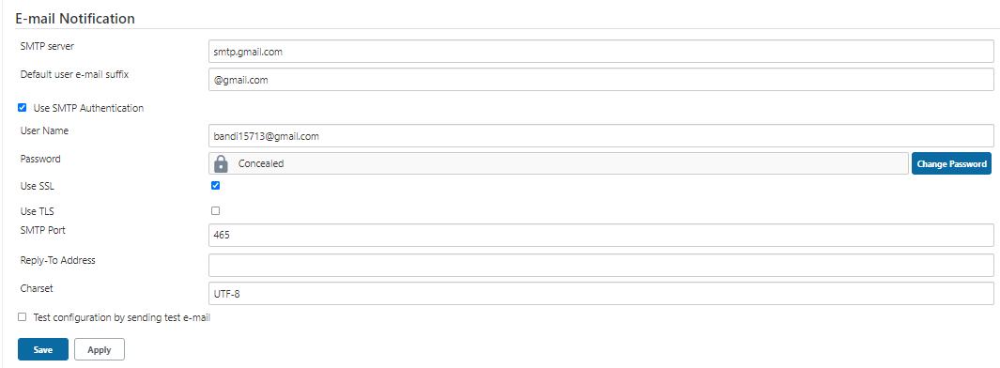 E-mail Notification
SMTP server
smtp.gmail.com
Default user e-mail suffix
@gmail.com
Use SMTP Authentication
User Name
bandi15713@gmail.com
Password
Concealed
Change Password
Use SSL
Use TLS
SMTP Port
465
Reply-To Address
Charset
UTF-8
Test configuration by sending test e-mail
Save
Apply